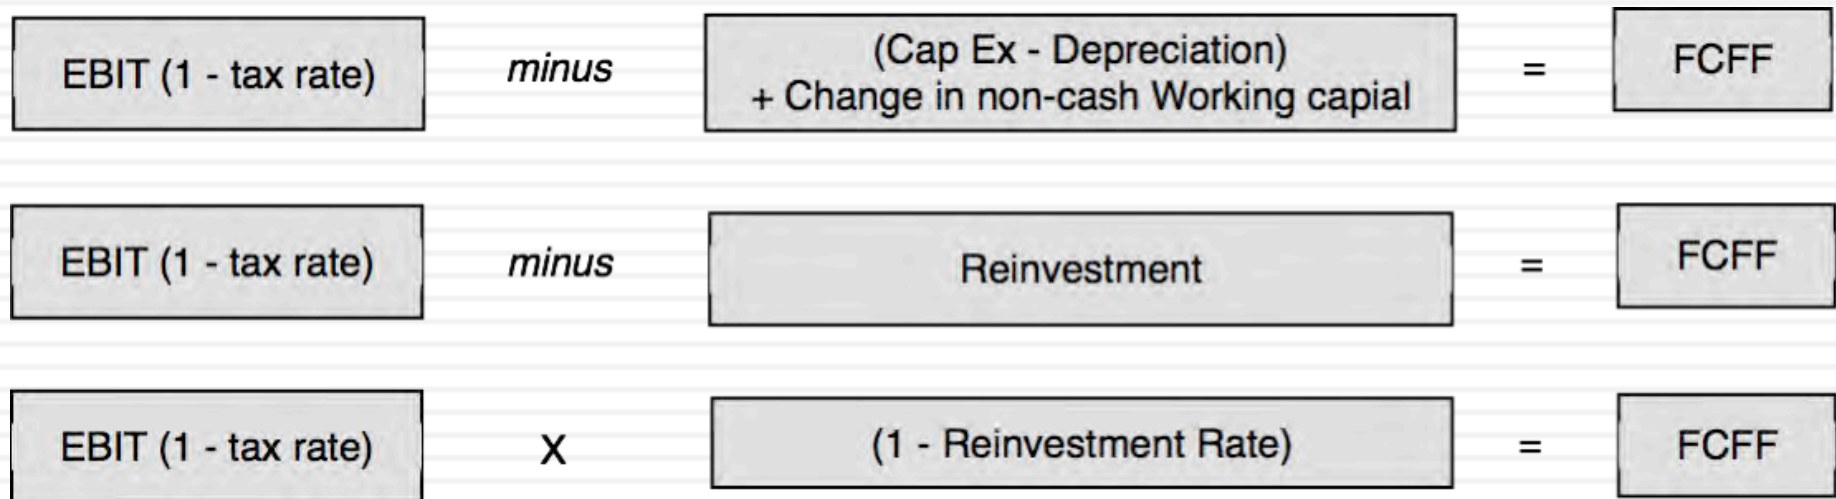 EBIT (1 - tax rate) minus (Cap Ex - Depreciation) = FCFF
+ Change in non-cash Working capial
EBIT (1 - tax rate) minus Reinvestment = FCFF
EBIT (1 - tax rate) X (1 - Reinvestment Rate) = FCFF